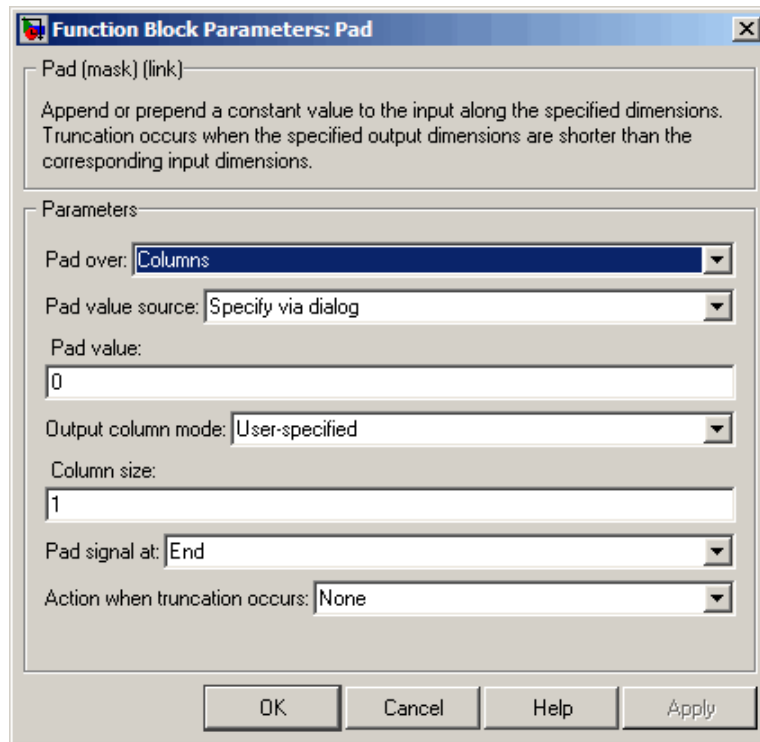 Function Block Parameters: Pad
Pad (mask) (link)
Append or prepend a constant value to the input along the specified dimensions.
Truncation occurs when the specified output dimensions are shorter than the
corresponding input dimensions.
Parameters
Pad over: Columns
Pad value source: Specify via dialog
Pad value:
0
Output column mode: User-specified
Column size:
1
Pad signal at: End
Action when truncation occurs: None
OK Cancel Help Apply